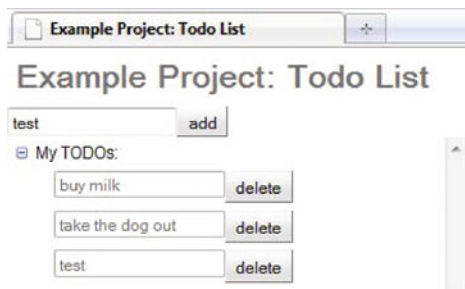 Example Project: Todo List
Example Project: Todo List
test add
My TODOs:
buy milk delete
take the dog out delete
test delete